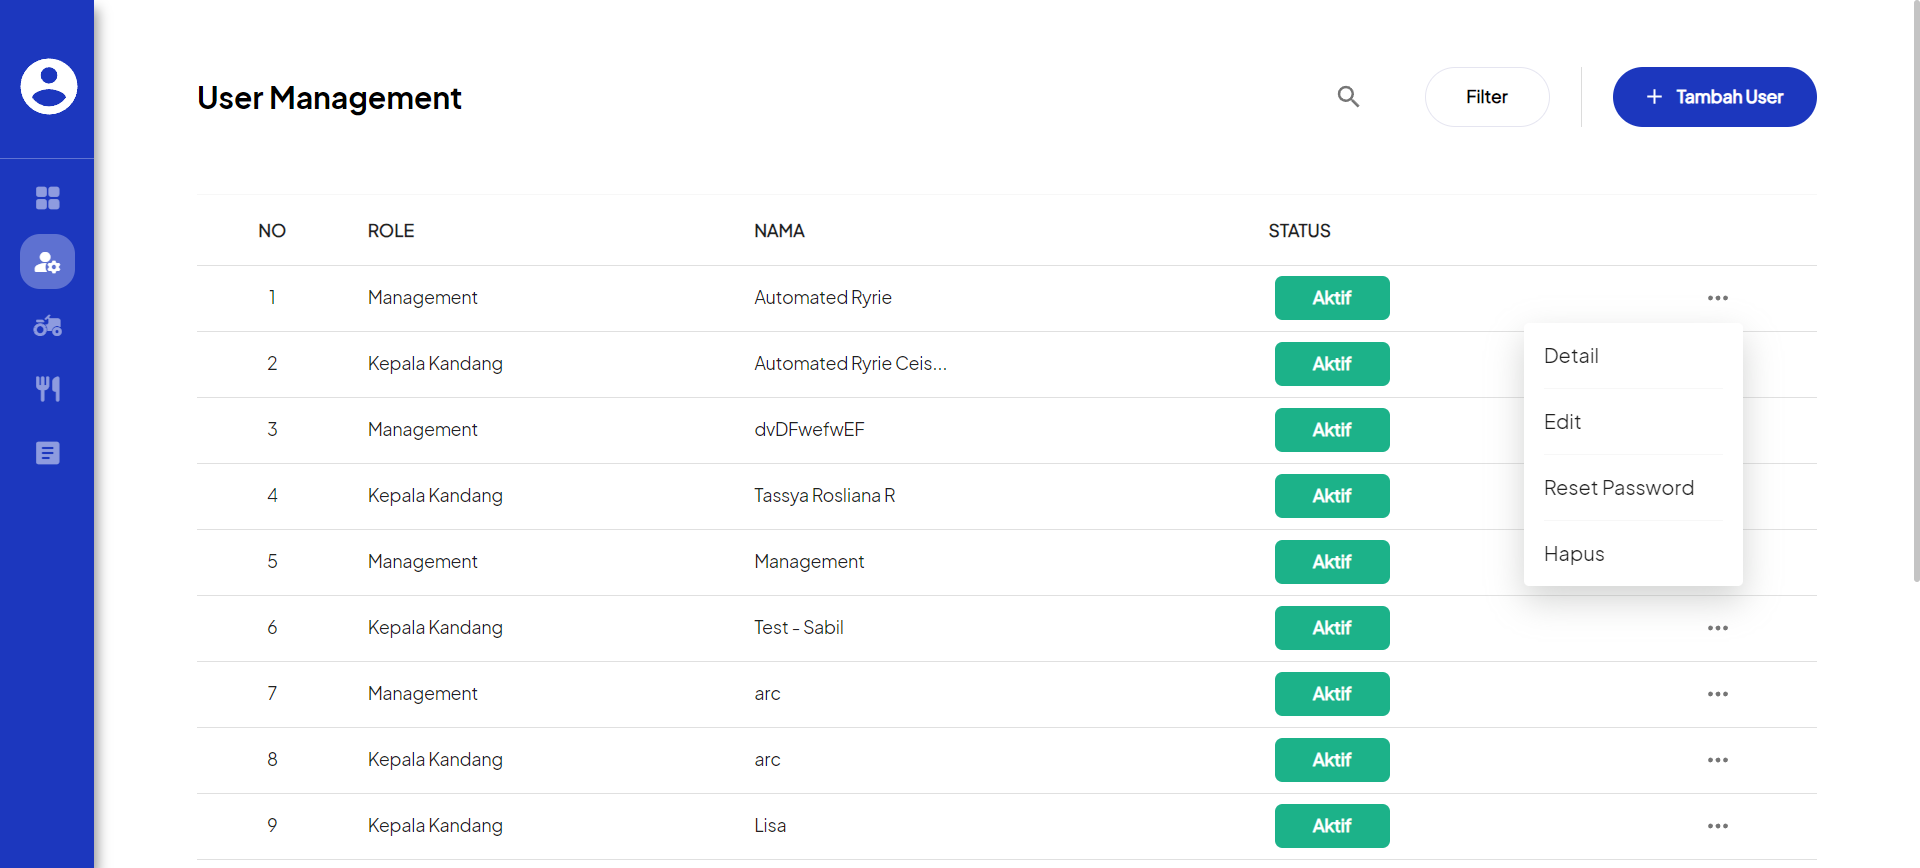 User Management
Filter
+ Tambah User
NO ROLE NAMA STATUS
1 Management Automated Ryrie Aktif
2 Kepala Kandang Automated Ryrie Ceis... Aktif
3 Management dvDFwefwEF Aktif
4 Kepala Kandang Tassya Rosliana R Aktif
5 Management Management Aktif
6 Kepala Kandang Test - Sabil Aktif
7 Management arc Aktif
8 Kepala Kandang arc Aktif
9 Kepala Kandang Lisa Aktif
Detail
Edit
Reset Password
Hapus